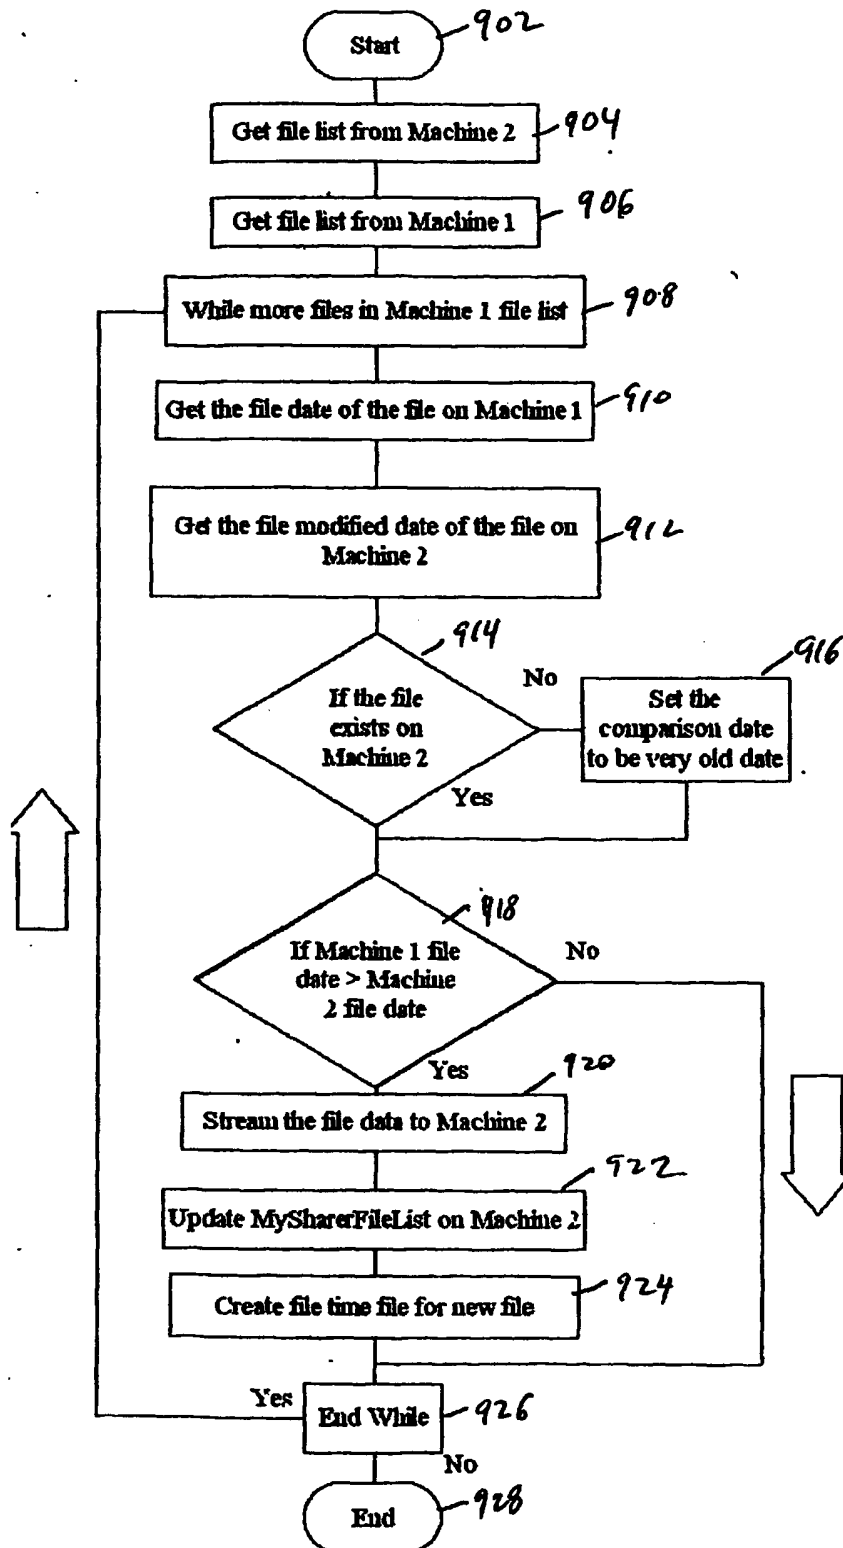 Start
902
Get file list from Machine 2
904
Get file list from Machine 1
906
While more files in Machine 1 file list
908
Get the file date of the file on Machine 1
910
Get the file modified date of the file on
Machine 2
912
914
If the file
exists on
Machine 2
No
Yes
916
Set the
comparison date
to be very old date
918
If Machine 1 file
date > Machine
2 file date
No
Yes
920
Stream the file data to Machine 2
922
Update MySharerFileList on Machine 2
Create file time file for new file
924
Yes
End While
926
No
End
928